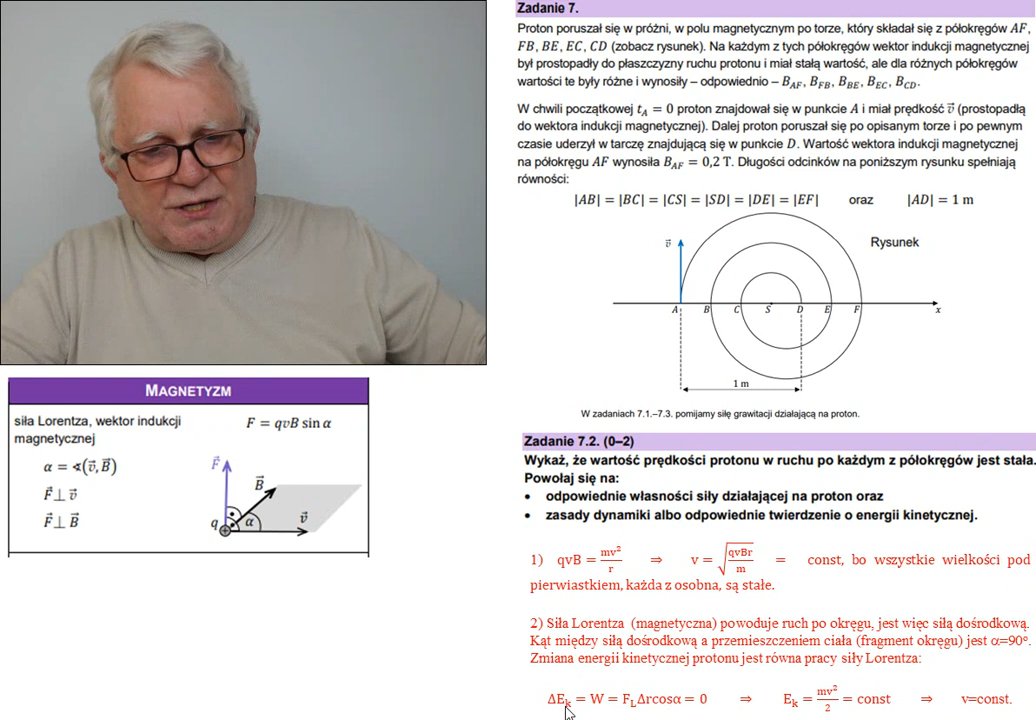 Zadanie 7.
Proton poruszał się w próżni, w polu magnetycznym po torze, który składał się z półokręgów AF,
FB, BE, EC, CD (zobacz rysunek). Na każdym z tych półokręgów wektor indukcji magnetycznej
był prostopadły do płaszczyzny ruchu protonu i miał stałą wartość, ale dla różnych półokręgów
wartości te były różne i wynosiły – odpowiednio – B_AF, B_FB, B_BE, B_EC, B_CD.
W chwili początkowej t_A = 0 proton znajdował się w punkcie A i miał prędkość v⃗ (prostopadłą
do wektora indukcji magnetycznej). Dalej proton poruszał się po opisanym torze i po pewnym
czasie uderzył w tarczę znajdującą się w punkcie D. Wartość wektora indukcji magnetycznej
na półokręgu AF wynosiła B_AF = 0,2 T. Długości odcinków na poniższym rysunku spełniają
równości:
|AB| = |BC| = |CS| = |SD| = |DE| = |EF| oraz |AD| = 1 m
v⃗ Rysunek
A B C S D E F x
1 m
W zadaniach 7.1.–7.3. pomijamy siłę grawitacji działającą na proton.
MAGNETYZM
siła Lorentza, wektor indukcji
magnetycznej
F = qvB sin α
α = ∢(v⃗, B⃗)
F⃗ ⊥ v⃗
F⃗ ⊥ B⃗
F⃗ B⃗ q α v⃗
Zadanie 7.2. (0–2)
Wykaż, że wartość prędkości protonu w ruchu po każdym z półokręgów jest stała.
Powołaj się na:
• odpowiednie własności siły działającej na proton oraz
• zasady dynamiki albo odpowiednie twierdzenie o energii kinetycznej.
1) qvB = mv²/r ⇒ v = √(qvBr/m) = const, bo wszystkie wielkości pod
pierwiastkiem, każda z osobna, są stałe.
2) Siła Lorentza (magnetyczna) powoduje ruch po okręgu, jest więc siłą dośrodkową.
Kąt między siłą dośrodkową a przemieszczeniem ciała (fragment okręgu) jest α=90°.
Zmiana energii kinetycznej protonu jest równa pracy siły Lorentza:
ΔE_k = W = F_LΔrcosα = 0 ⇒ E_k = mv²/2 = const ⇒ v=const.